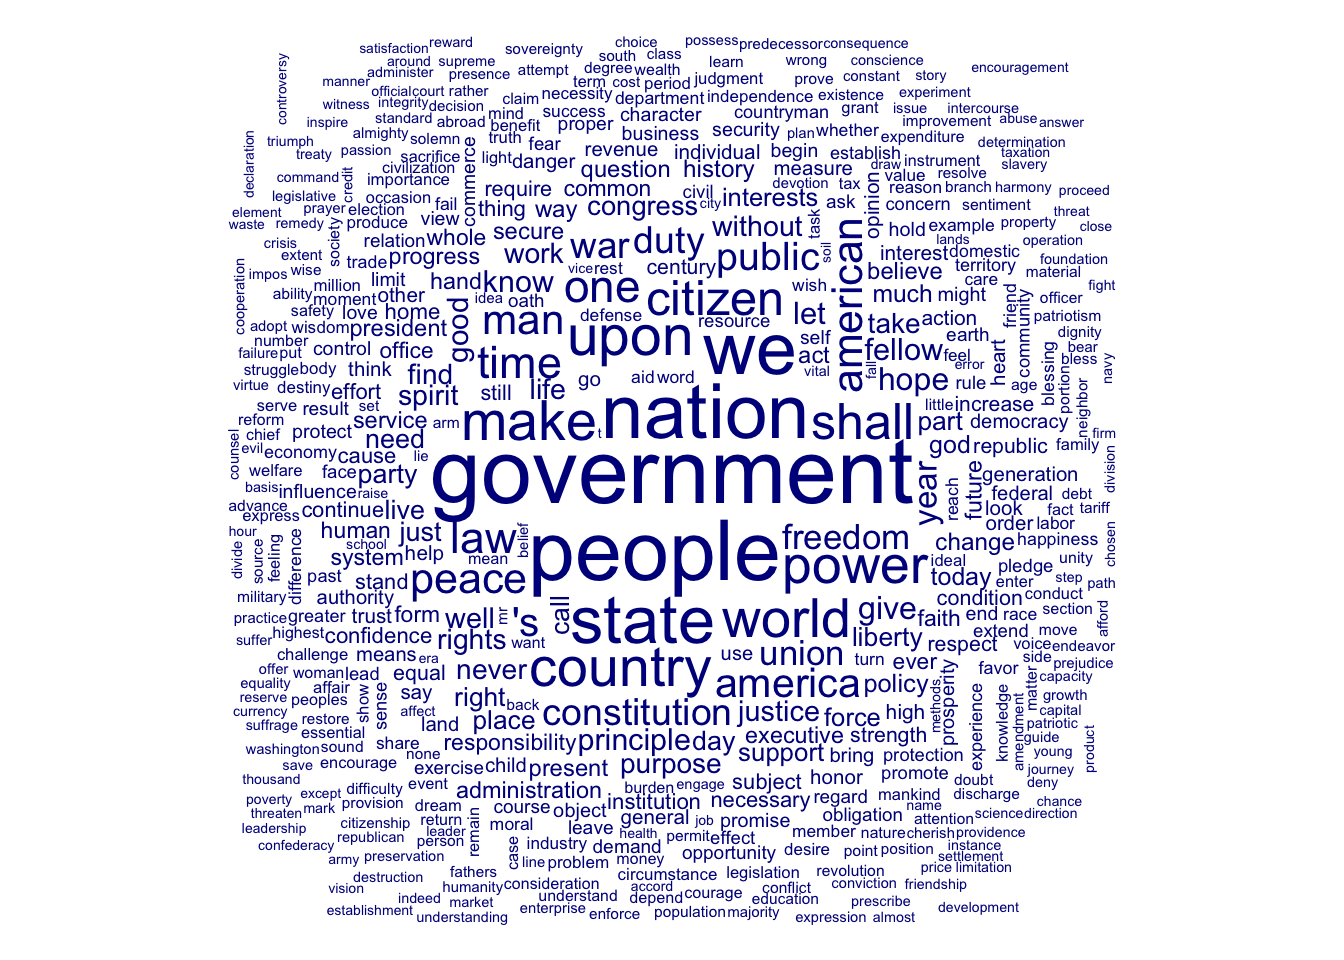 satisfaction reward sovereignty choice possess predecessor consequence
around supreme south class learn wrong conscience encouragement
controversy manner administer presence attempt degree wealth term cost period judgment prove constant story
official court rather claim necessity department independence existence experiment
witness integrity decision mind success character countryman grant issue intercourse
inspire standard abroad benefit proper business security plan whether improvement abuse answer
triumph almighty solemn truth fear revenue individual begin establish expenditure determination
declaration treaty passion sacrifice commerce light danger question history measure draw instrument taxation
command credit civilization importance require common civil devotion tax opinion value resolve slavery
legislative occasion fail thing way congress city interests ask reason branch harmony proceed
element prayer election view secure war duty without task concern sentiment threat
waste remedy society produce relation whole work public soil american hold example property close
crisis extent trade progress hand know vice rest century interest lands domestic operation
cooperation impos wise million limit idea oath one citizen wish believe territory foundation material
ability moment other good man defense resource let much might care friend community officer fight
safety love home upon we self take action earth patriotism
adopt wisdom president time act fellow feel heart dignity
number control office find go aid word vital fall hope error rule age blessing bear bless navy
failure put think spirit still life
struggle body effort
virtue destiny make nation shall little increase portion neighbor
serve result set service arm t part democracy firm
reform chief protect need god republic family
counsel evil economy cause lie government year future generation division
welfare face party reach federal debt
basis influence raise look fact tariff
advance express continue live order labor
hour human just law belief people freedom change happiness chosen
divide source feeling difference school system help mean power ideal today pledge unity
military past stand peace condition enter step path
practice greater authority trust form well mr 's call state world give faith end race conduct section afford
suffer highest confidence rights want liberty respect extend move voice endeavor
challenge means era never country use union turn ever favor side prejudice
offer woman lead equal america policy prosperity matter capacity
equality affair say right back methods experience knowledge growth
reserve peoples show sense affect place constitution justice force high amendment capital
currency restore land patriotic
suffrage essential share responsibility principle day executive strength guide product
washington sound none support bring protection young
save encourage exercise child present purpose promote doubt journey
thousand event burden engage subject honor mankind deny
poverty except difficulty administration institution necessary regard discharge chance
threaten mark provision dream course object general job promise obligation name attention science direction
leadership citizenship return remain moral leave health permit effect member nature cherish providence
confederacy republican leader person case industry demand opportunity desire point position instance
army preservation line problem money settlement
destruction fathers circumstance legislation revolution price limitation
vision humanity consideration accord conflict conviction friendship
indeed market understand depend courage education prescribe
establishment understanding enterprise enforce population majority expression almost development